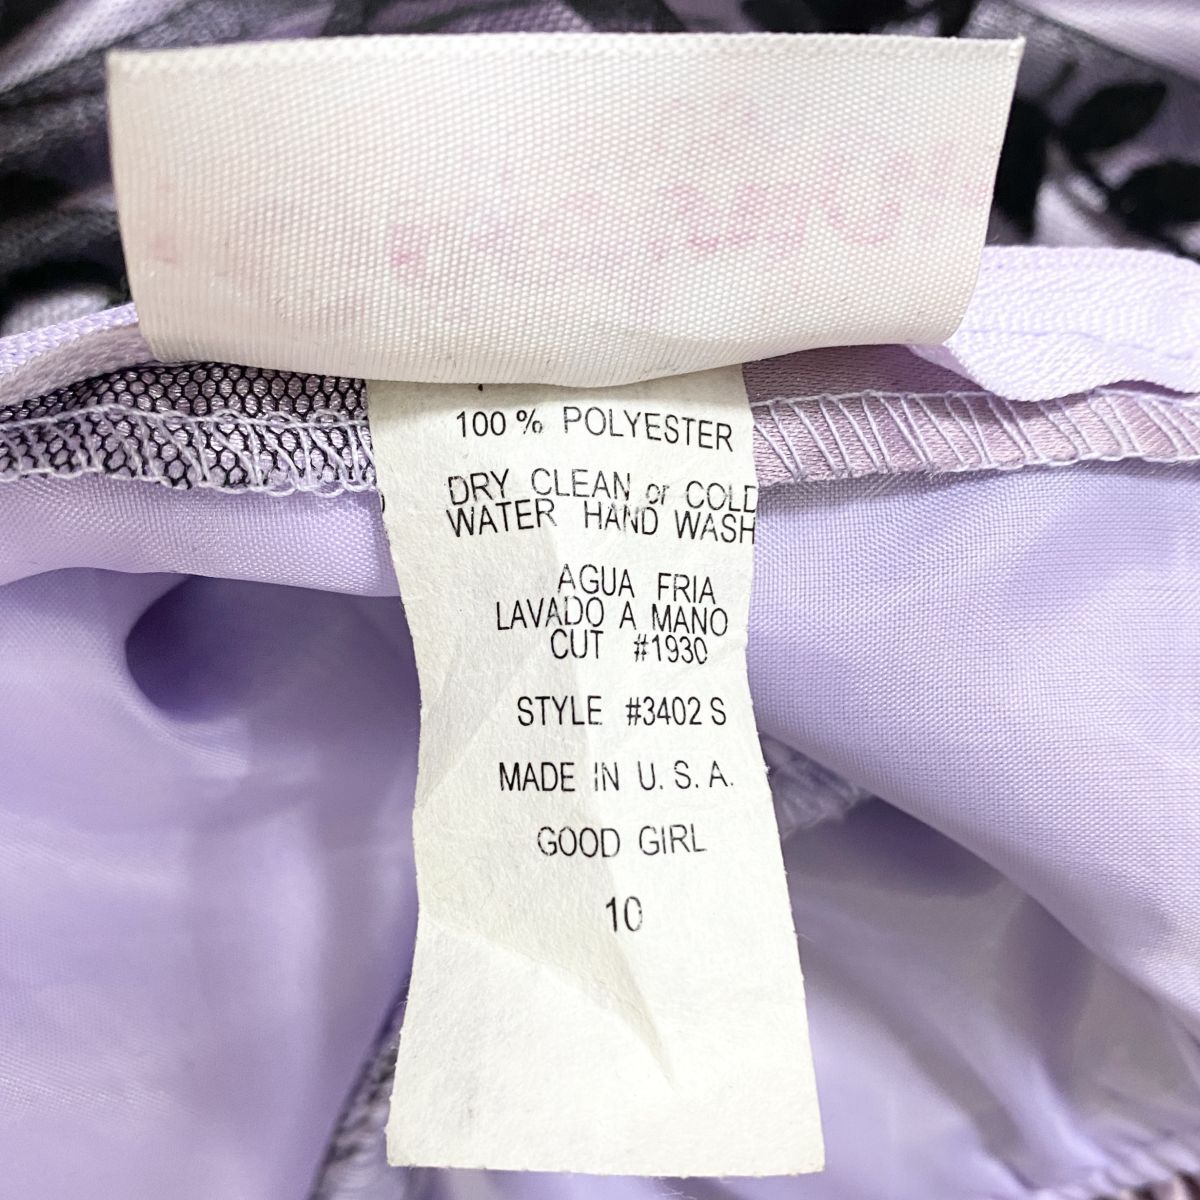 100 % POLYESTER
DRY CLEAN or COLD
WATER HAND WASH
AGUA FRIA
LAVADO A MANO
CUT #1930
STYLE #3402 S
MADE IN U. S. A.
GOOD GIRL
10